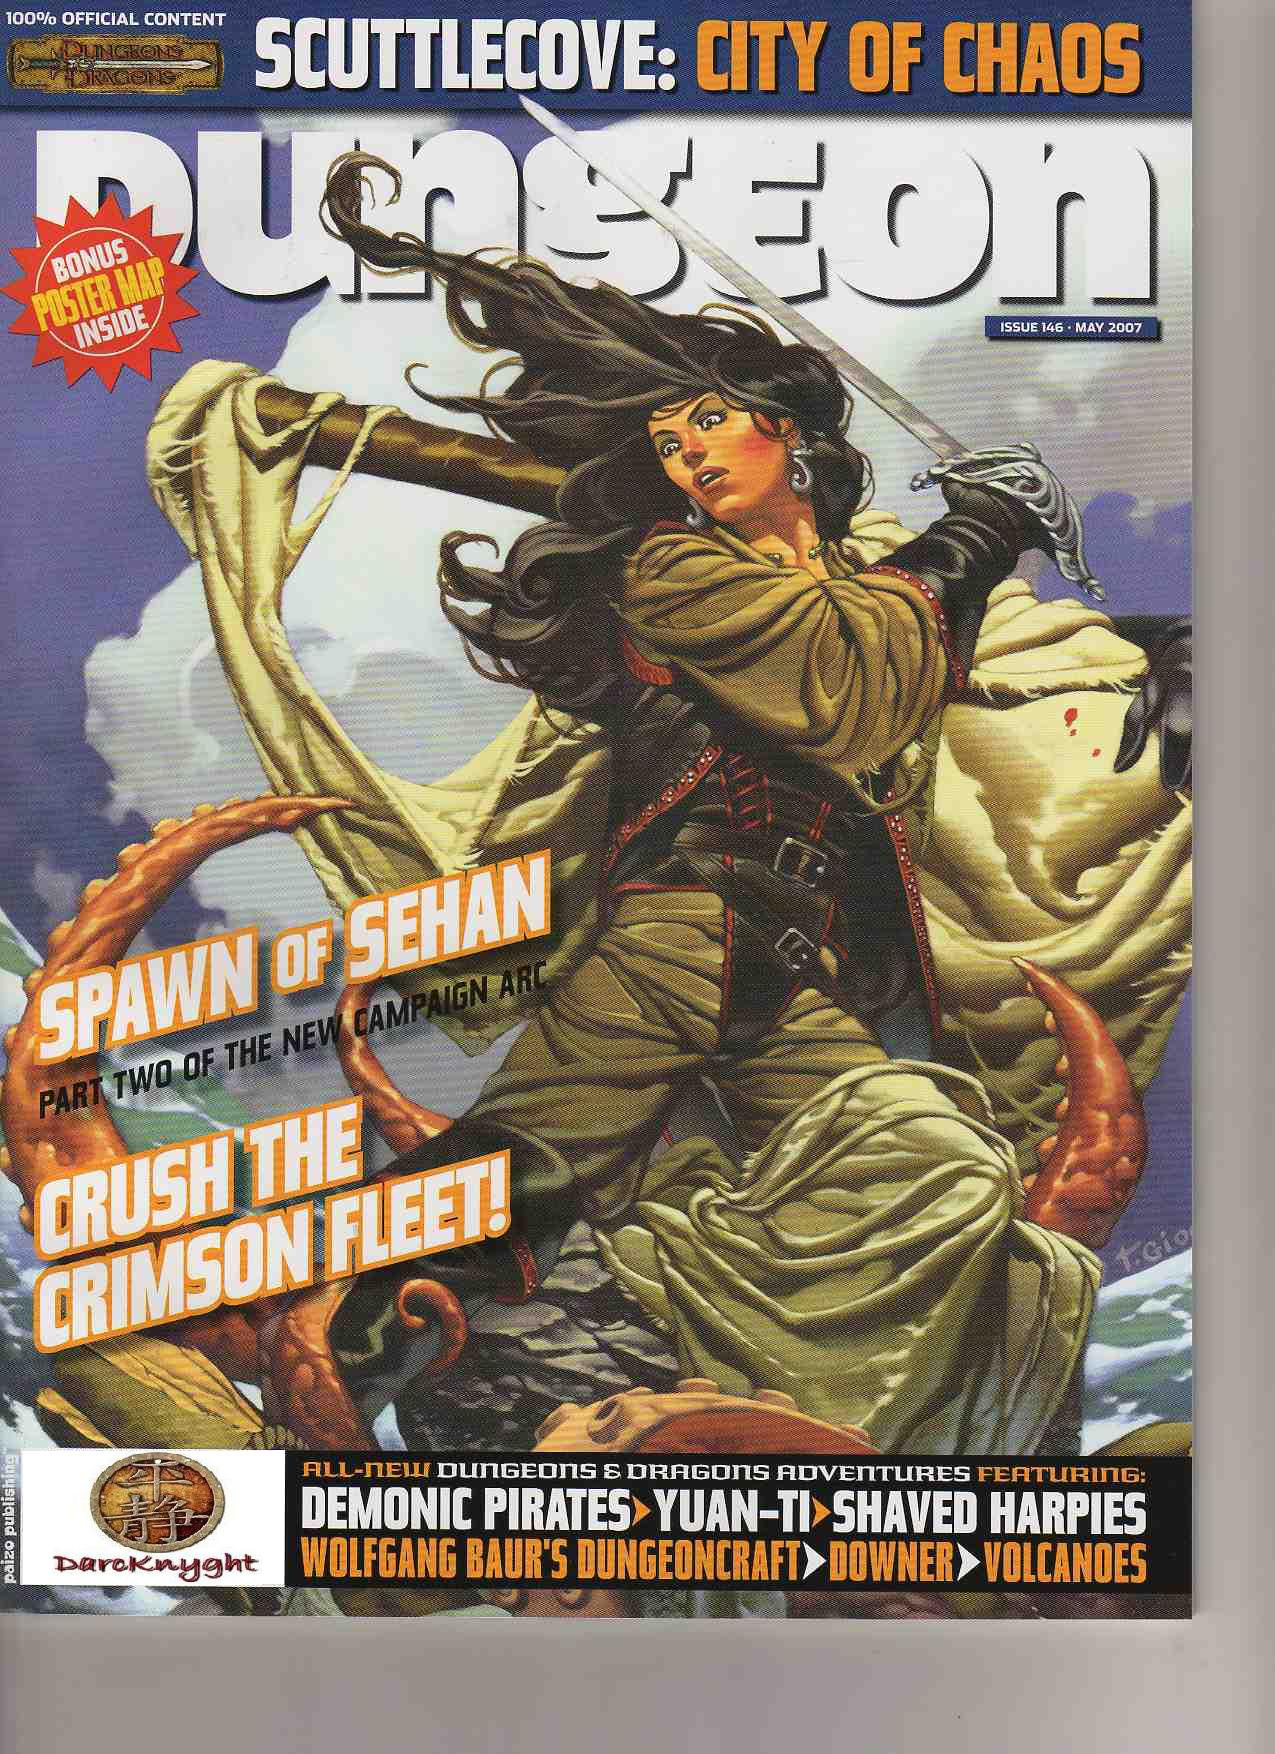 100% OFFICIAL CONTENT
DUNGEONS & DRAGONS
SCUTTLECOVE: CITY OF CHAOS
DUNGEON
BONUS
POSTER MAP
INSIDE
ISSUE 146 · MAY 2007
SPAWN OF SEHAN
PART TWO OF THE NEW CAMPAIGN ARC
CRUSH THE
CRIMSON FLEET!
T. Gio
paizo publishing
平
静
DarcKnyght
ALL-NEW DUNGEONS & DRAGONS ADVENTURES FEATURING:
DEMONIC PIRATES YUAN-TI SHAVED HARPIES
WOLFGANG BAUR'S DUNGEONCRAFT DOWNER VOLCANOES